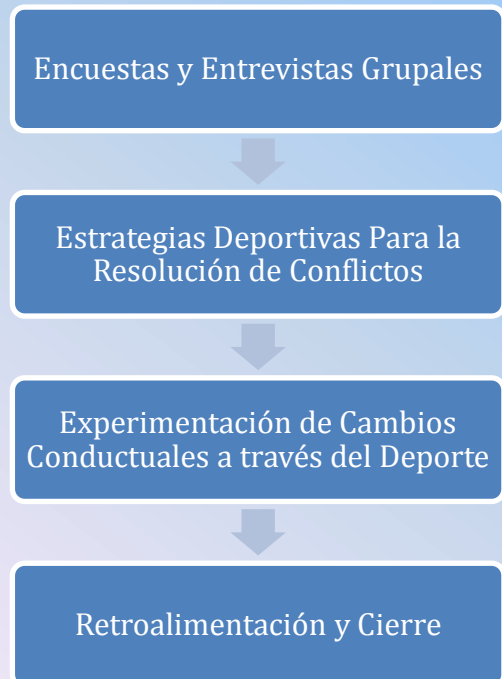 Encuestas y Entrevistas Grupales
Estrategias Deportivas Para la
Resolución de Conflictos
Experimentación de Cambios
Conductuales a través del Deporte
Retroalimentación y Cierre